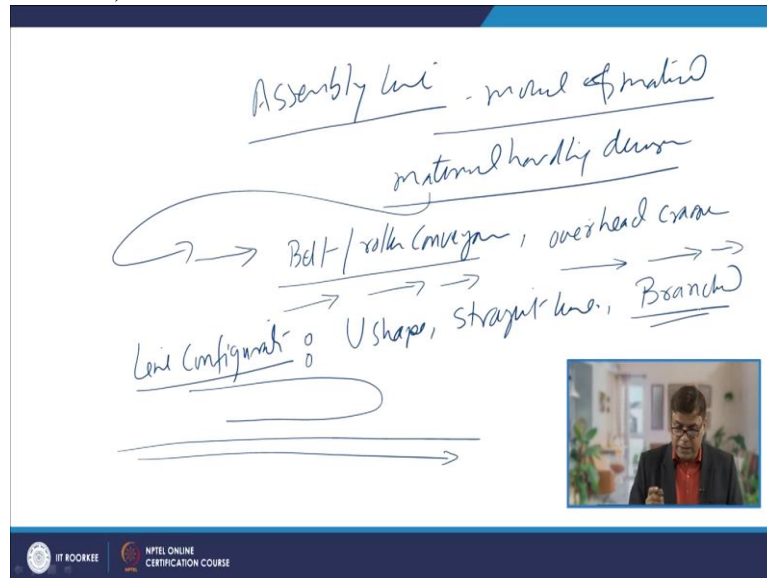 Assembly line - movement of material
material handling devices
Belt / roller conveyor, overhead crane
Line Configurati : U shape, straight line, Branched
IIT ROORKEE
NPTEL ONLINE
CERTIFICATION COURSE